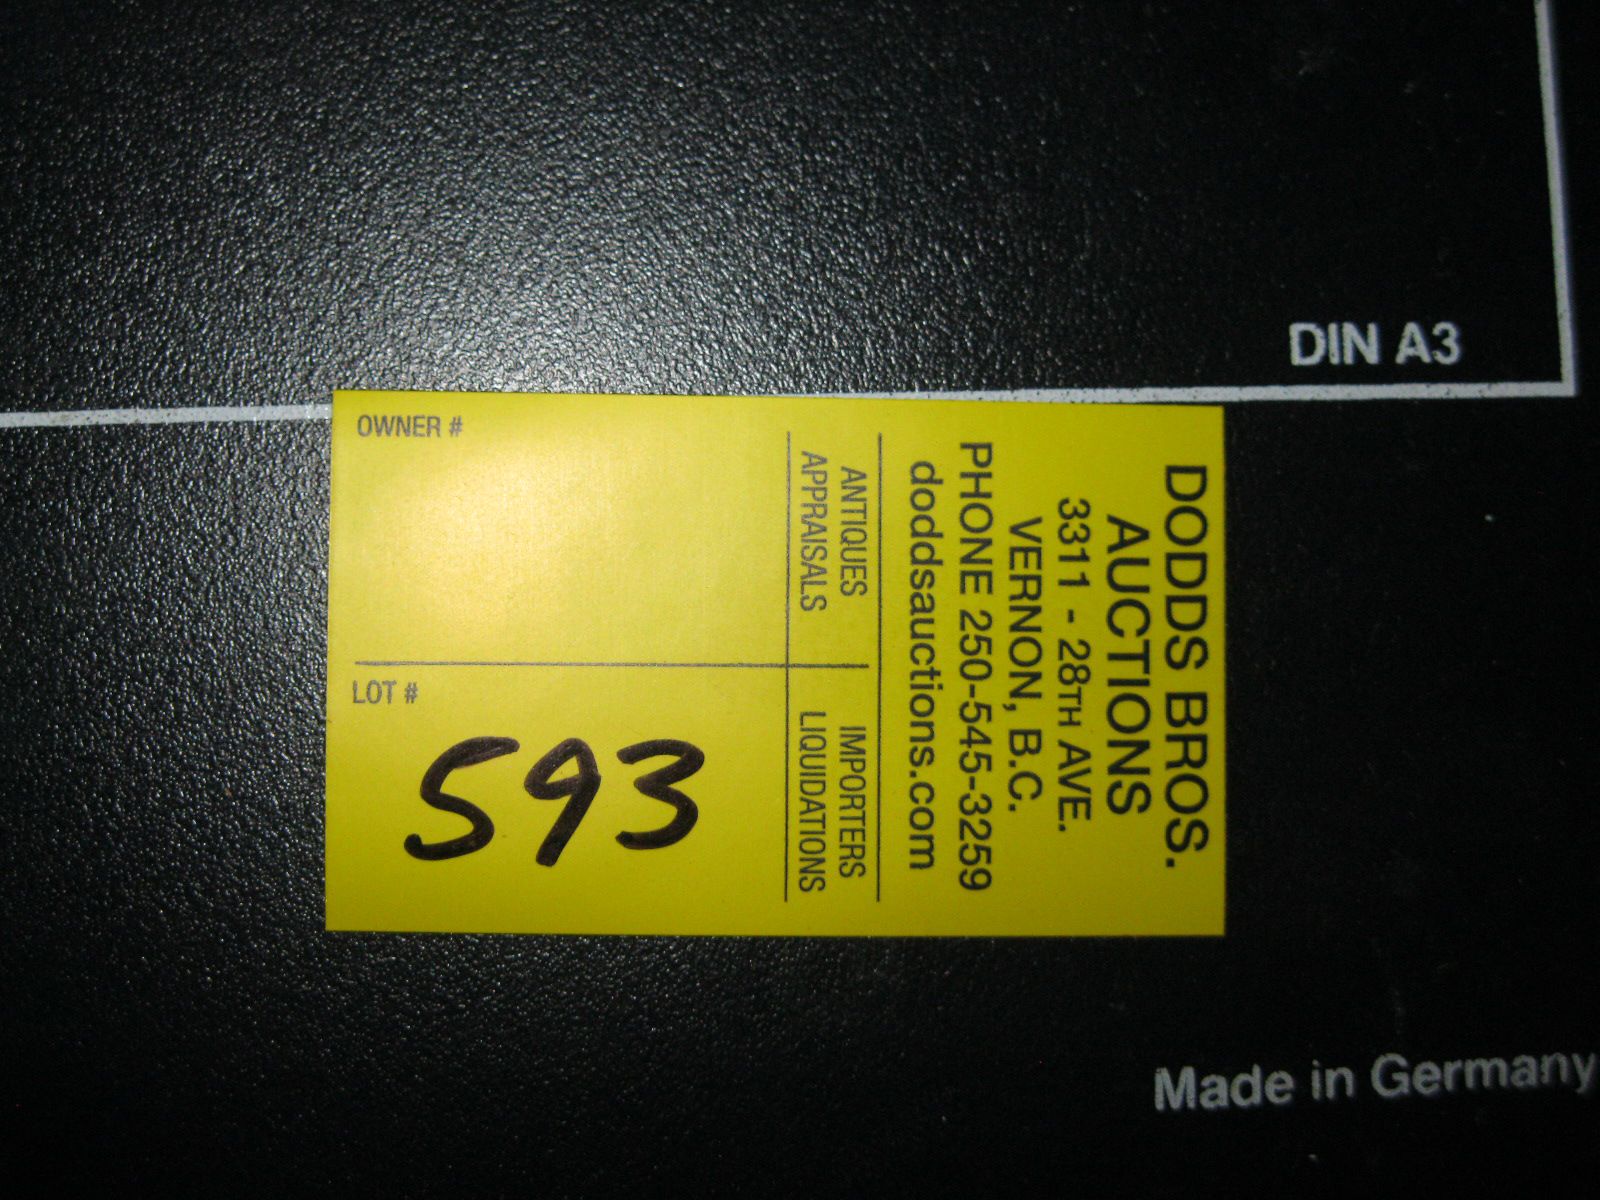 DIN A3
DODDS BROS.
AUCTIONS
3311 - 28TH AVE.
VERNON, B.C.
PHONE 250-545-3259
doddsauctions.com
ANTIQUES IMPORTERS
APPRAISALS LIQUIDATIONS
OWNER #
LOT #
593
Made in Germany